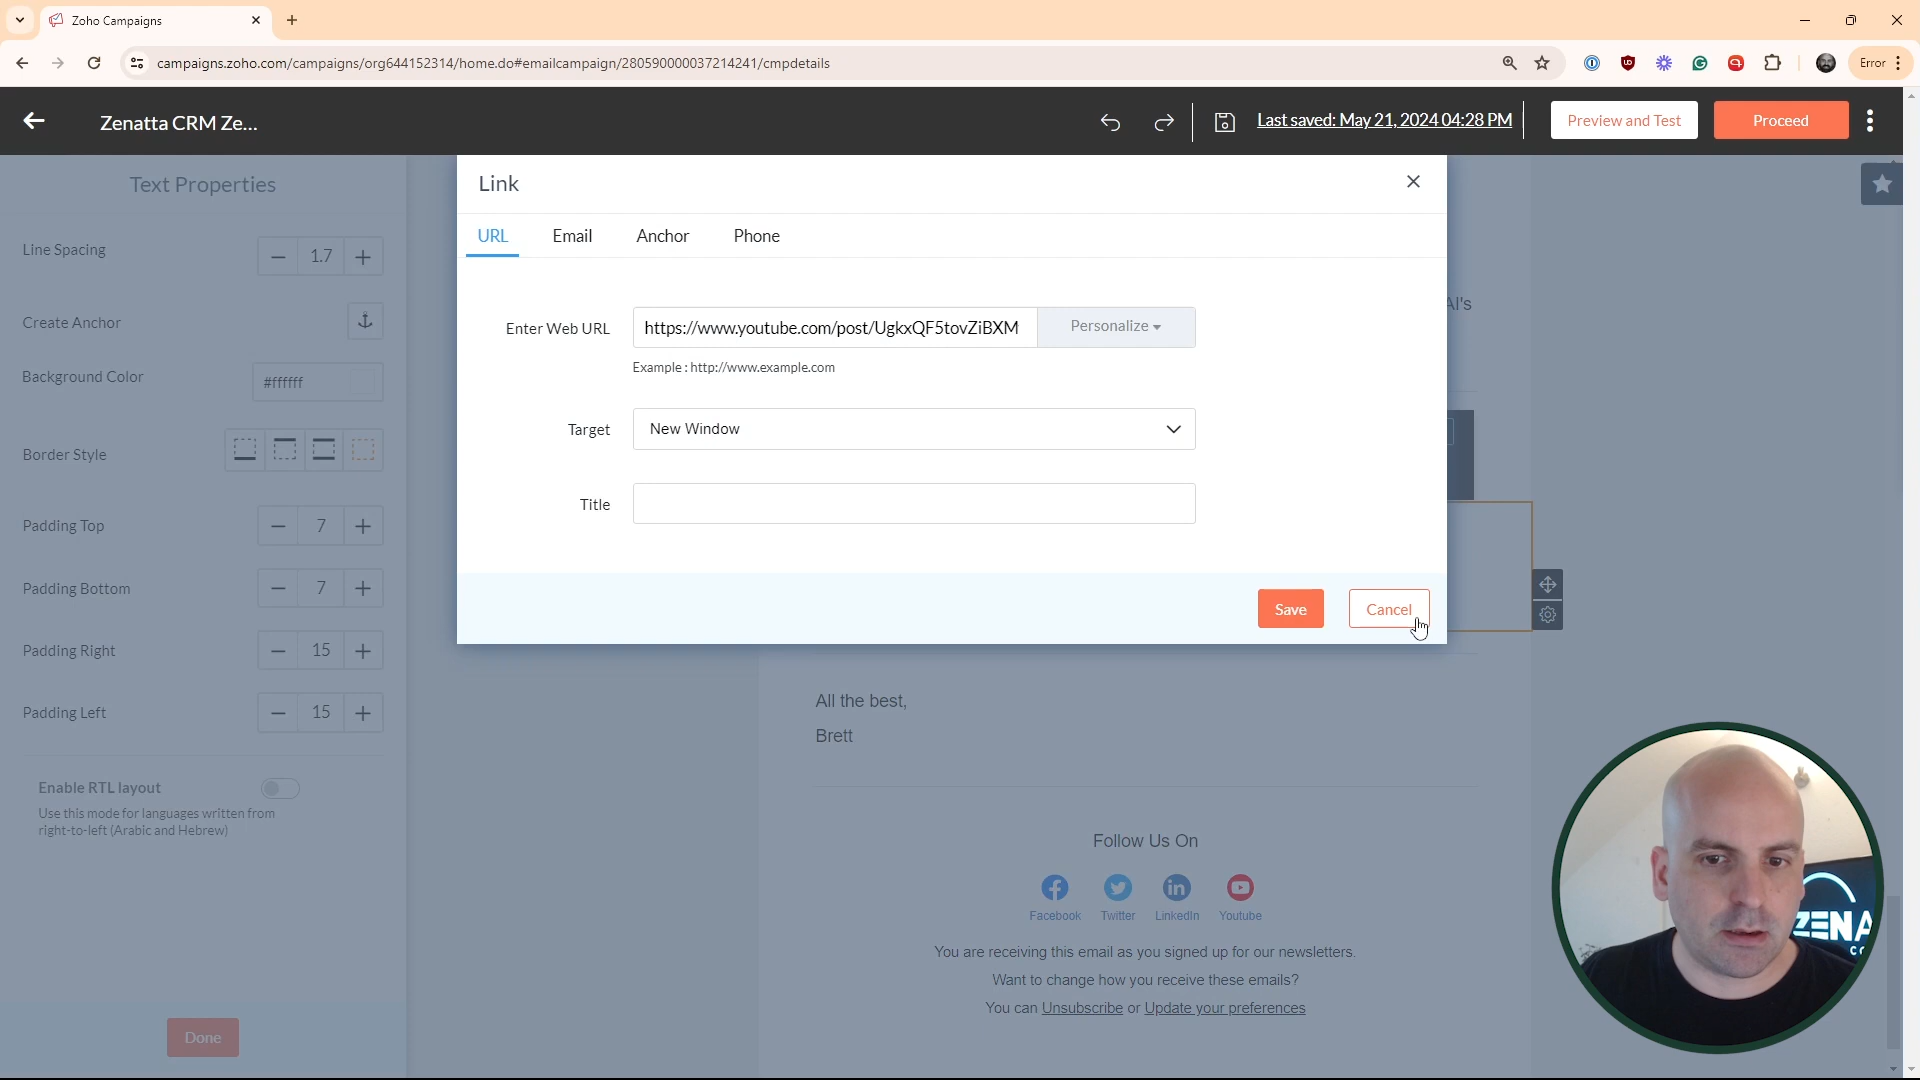 Zoho Campaigns
campaigns.zoho.com/campaigns/org644152314/home.do#emailcampaign/280590000037214241/cmpdetails
Error
Zenatta CRM Ze...
Last saved: May 21, 2024 04:28 PM
Preview and Test
Proceed
Text Properties
Line Spacing
1.7
Create Anchor
Background Color
#ffffff
Border Style
Padding Top
7
Padding Bottom
7
Padding Right
15
Padding Left
15
Enable RTL layout
Use this mode for languages written from
right-to-left (Arabic and Hebrew)
Done
Link
URL
Email
Anchor
Phone
Enter Web URL
https://www.youtube.com/post/UgkxQF5tovZiBXM
Personalize
Example : http://www.example.com
Target
New Window
Title
Save
Cancel
AI's
All the best,
Brett
Follow Us On
Facebook
Twitter
LinkedIn
Youtube
You are receiving this email as you signed up for our newsletters.
Want to change how you receive these emails?
You can Unsubscribe or Update your preferences
ZENA